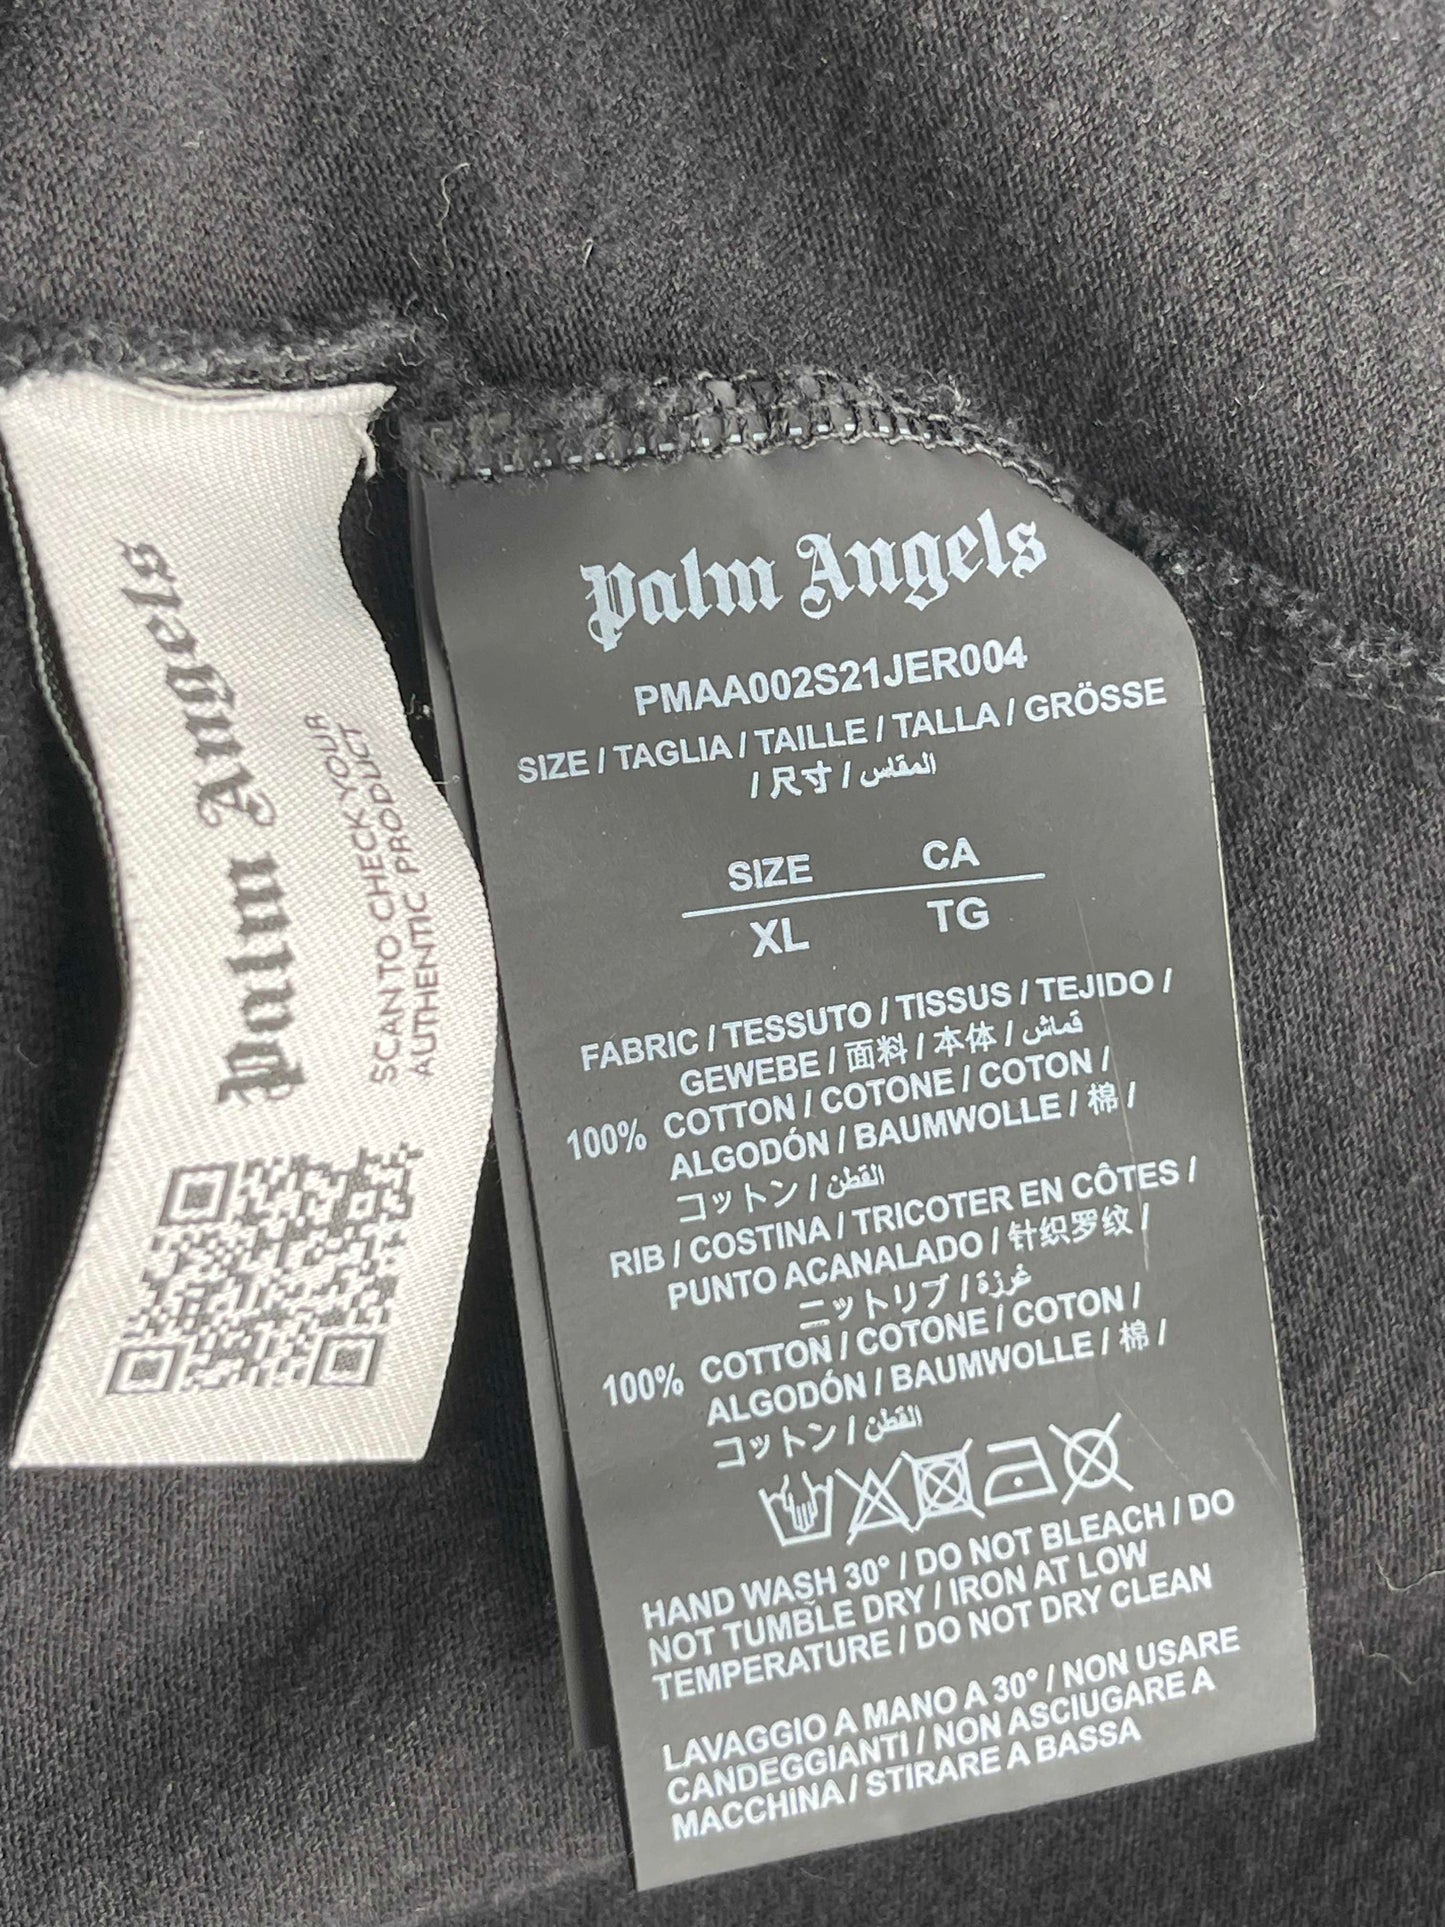 Palm Angels
SCAN TO CHECK YOUR
AUTHENTIC PRODUCT
Palm Angels
PMAA002S21JER004
SIZE / TAGLIA / TAILLE / TALLA / GRÖSSE
/ 尺寸 / المقاس
SIZE CA
XL TG
FABRIC / TESSUTO / TISSUS / TEJIDO /
GEWEBE / 面料 / 本体 / قماش
100% COTTON / COTONE / COTON /
ALGODÓN / BAUMWOLLE / 棉 /
コットン / القطن
RIB / COSTINA / TRICOTER EN CÔTES /
PUNTO ACANALADO / 针织罗纹 /
ニットリブ / غرزة
100% COTTON / COTONE / COTON /
ALGODÓN / BAUMWOLLE / 棉 /
コットン / القطن
HAND WASH 30° / DO NOT BLEACH / DO
NOT TUMBLE DRY / IRON AT LOW
TEMPERATURE / DO NOT DRY CLEAN
LAVAGGIO A MANO A 30° / NON USARE
CANDEGGIANTI / NON ASCIUGARE A
MACCHINA / STIRARE A BASSA